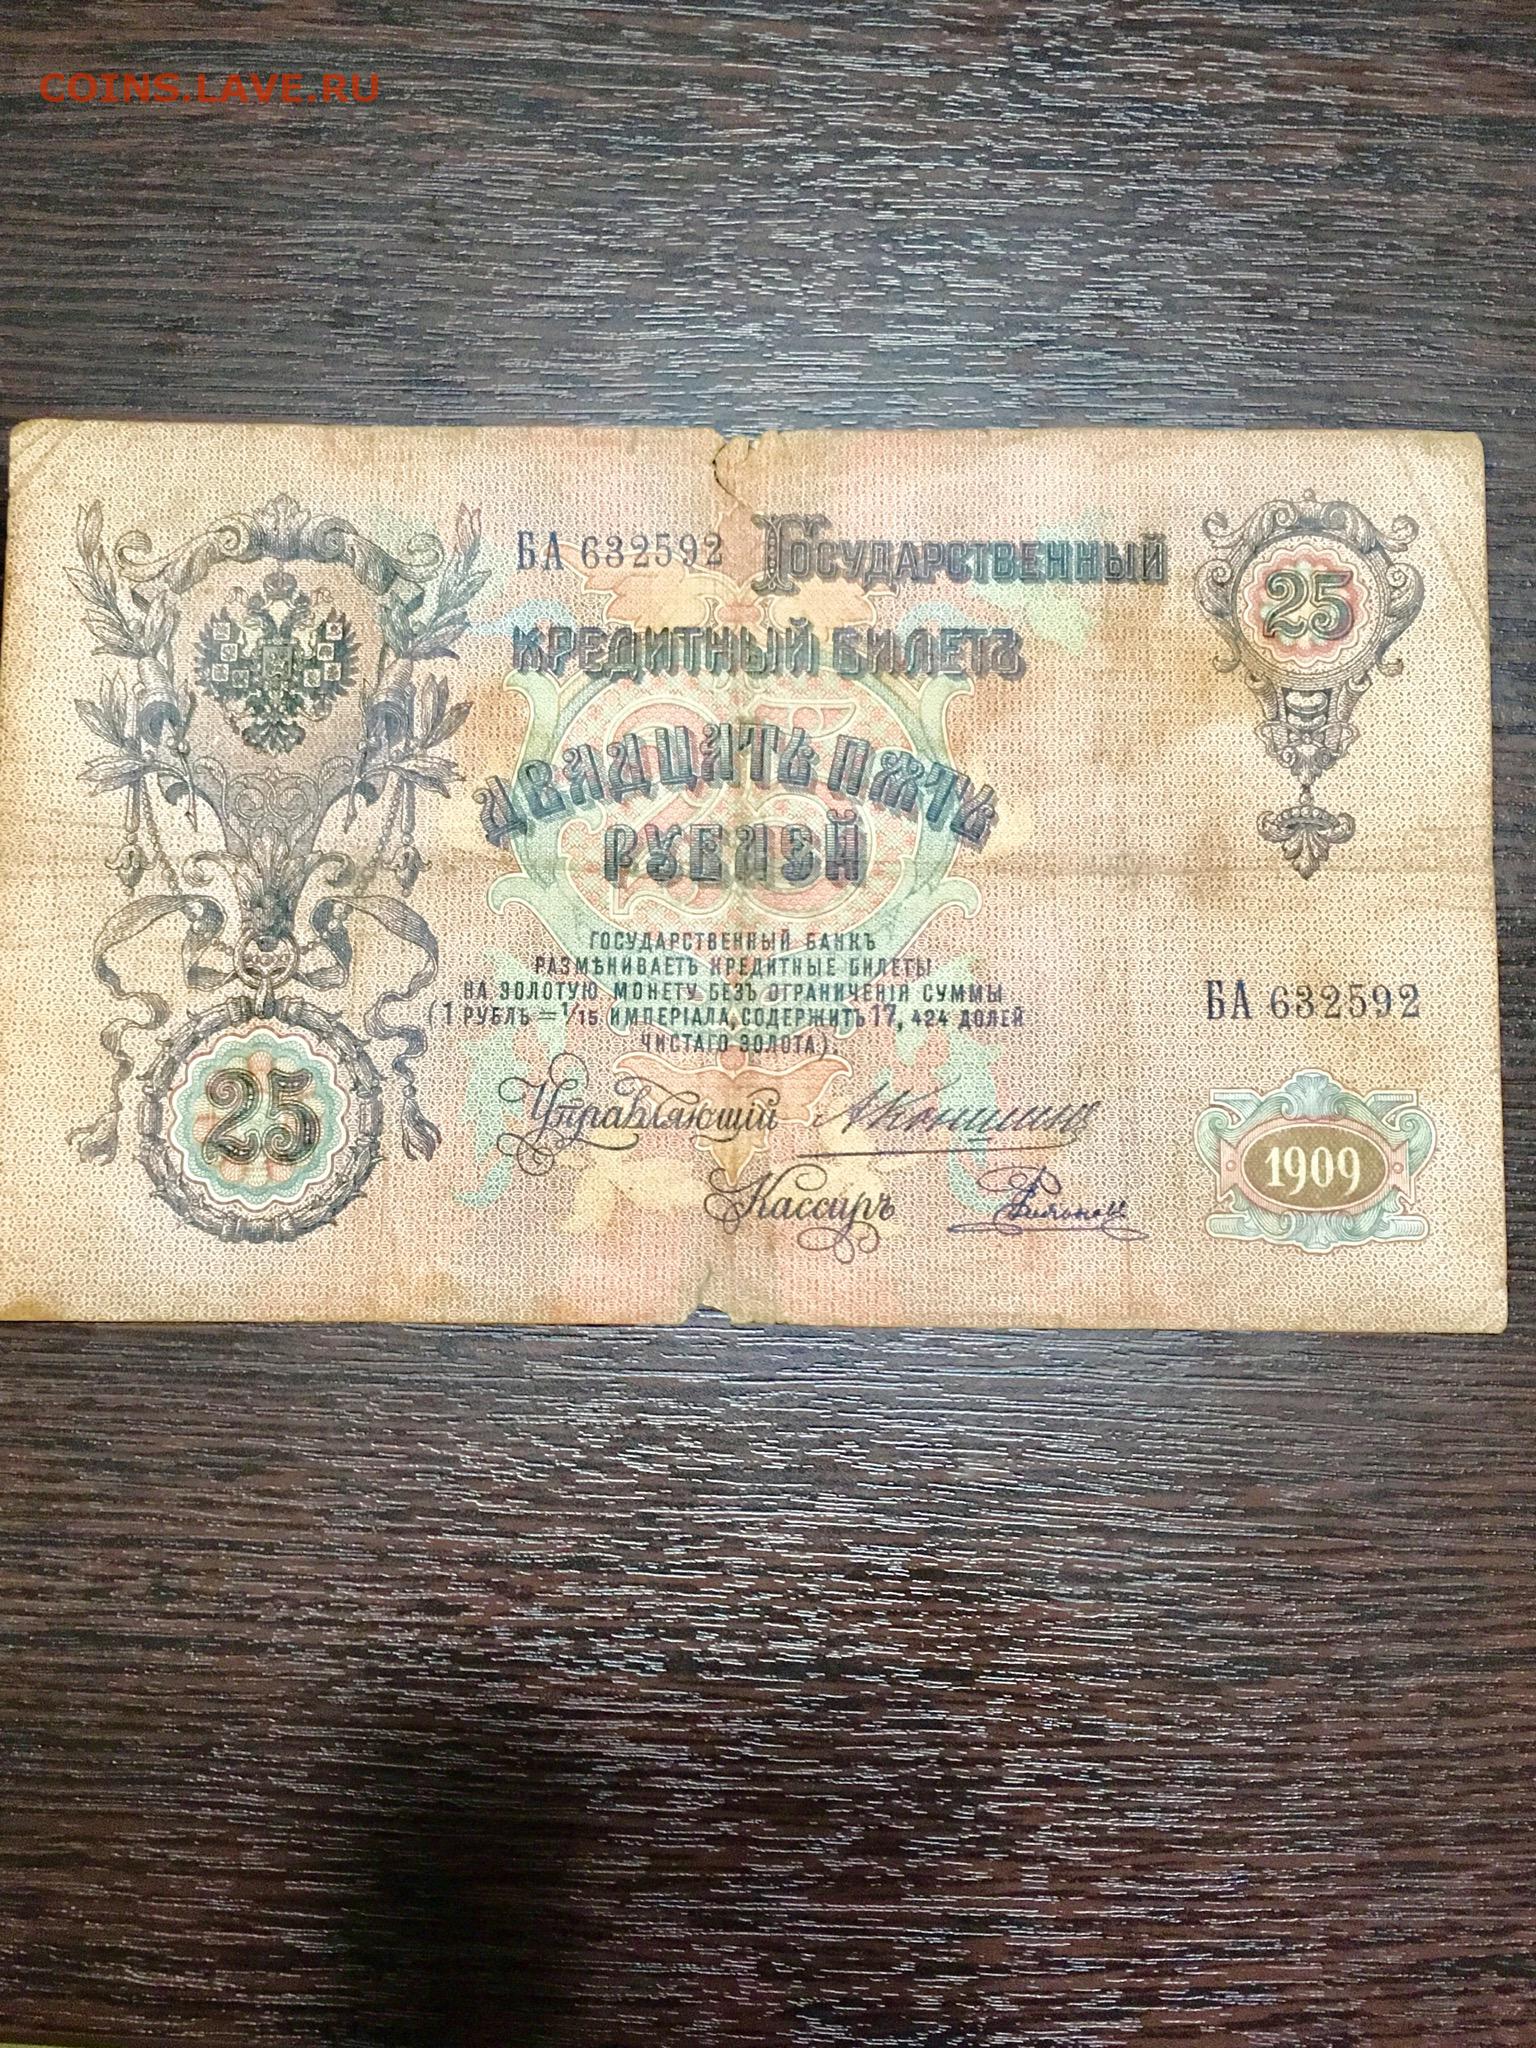 COINS.LAVE.RU
БА 632592 Государственный
25
кредитный билетъ
двадцать пять
рублей
государственный банкъ
размѣниваетъ кредитные билеты
на золотую монету безъ ограниченія суммы
(1 рубль = 1/15 имперіала, содержитъ 17,424 долей
чистаго золота).
БА 632592
25
Управляющій АКоншинъ
Кассиръ
1909